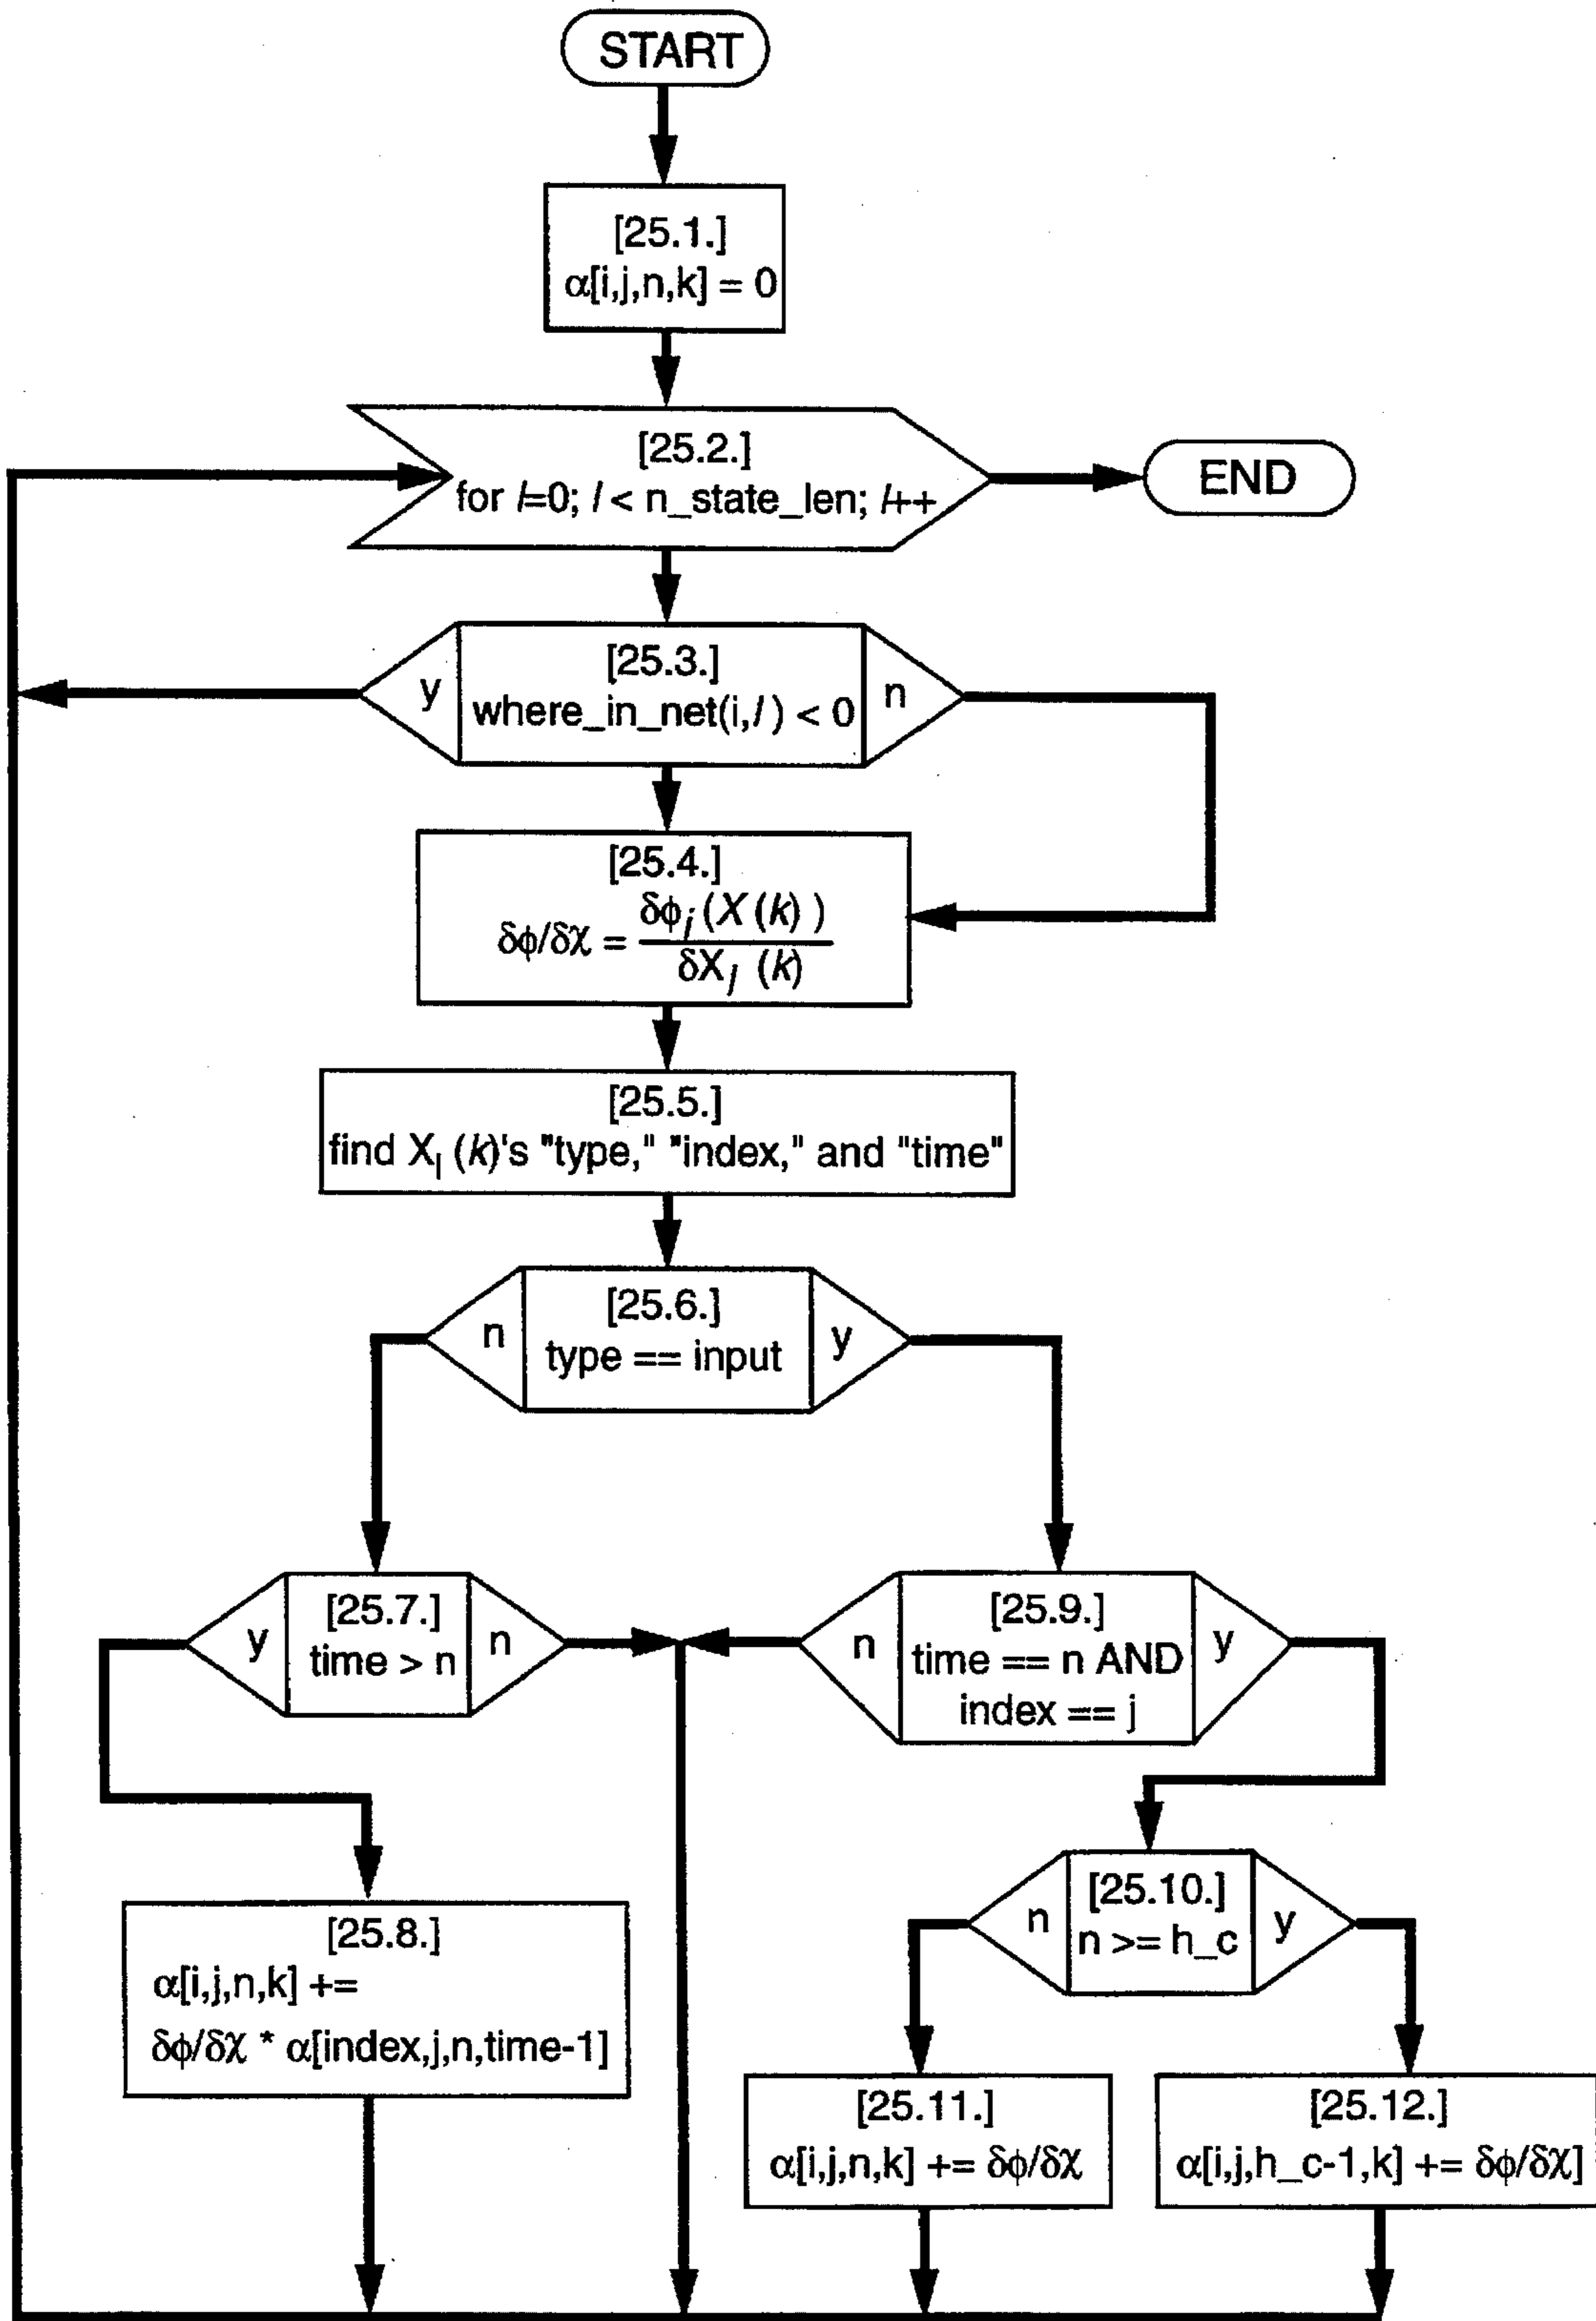 START
[25.1.]
α[i,j,n,k] = 0
[25.2.]
for l=0; l < n_state_len; l++
END
y
[25.3.]
where_in_net(i,l ) < 0
n
[25.4.]
δϕ/δχ = δϕi (X (k) )
δXl (k)
[25.5.]
find Xl (k)'s "type," "index," and "time"
n
[25.6.]
type == input
y
y
[25.7.]
time > n
n
n
[25.9.]
time == n AND
index == j
y
n
[25.10.]
n >= h_c
y
[25.8.]
α[i,j,n,k] +=
δϕ/δχ * α[index,j,n,time-1]
[25.11.]
α[i,j,n,k] += δϕ/δχ
[25.12.]
α[i,j,h_c-1,k] += δϕ/δχ]